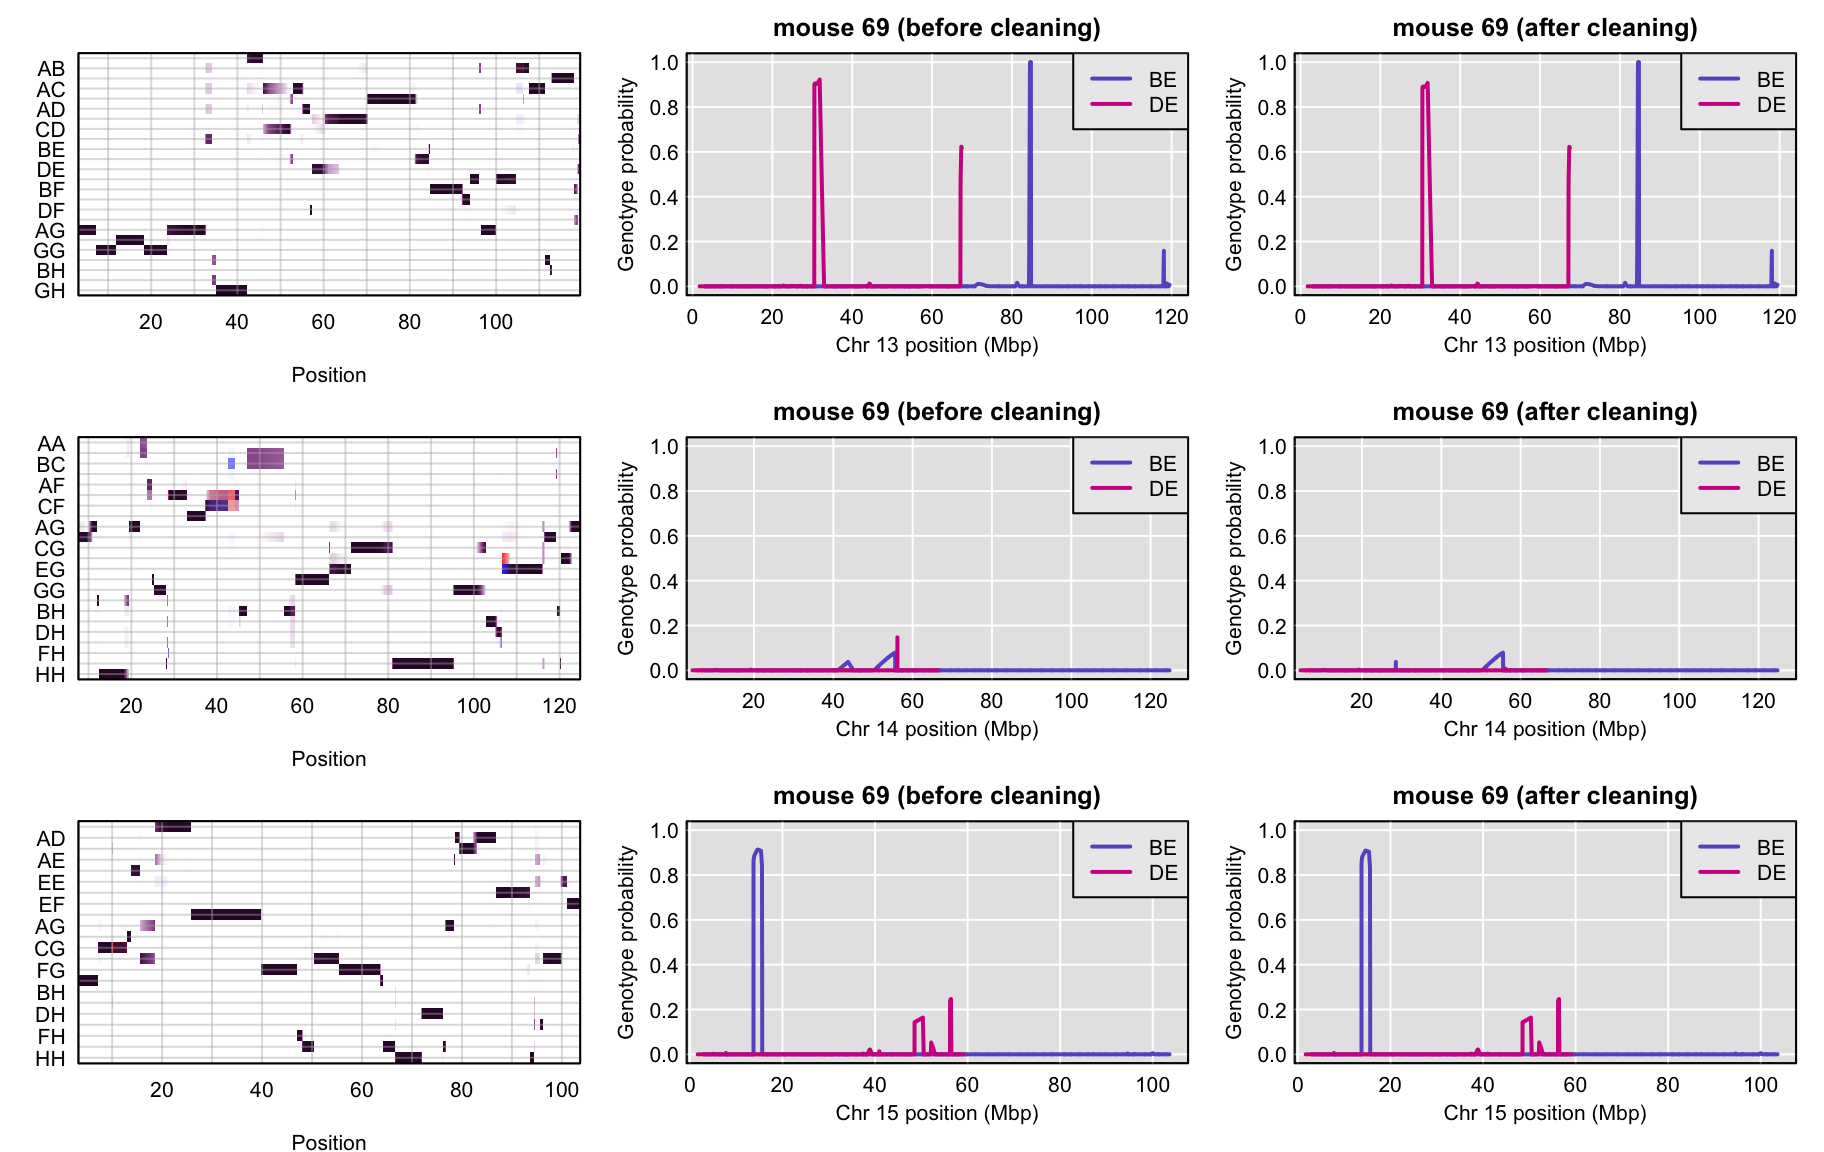 mouse 69 (before cleaning)
mouse 69 (after cleaning)
AB
AC
AD
CD
BE
DE
BF
DF
AG
GG
BH
GH
20 40 60 80 100
Position
Genotype probability
1.0
0.8
0.6
0.4
0.2
0.0
BE
DE
0 20 40 60 80 100 120
Chr 13 position (Mbp)
Genotype probability
1.0
0.8
0.6
0.4
0.2
0.0
BE
DE
0 20 40 60 80 100 120
Chr 13 position (Mbp)
mouse 69 (before cleaning)
mouse 69 (after cleaning)
AA
BC
AF
CF
AG
CG
EG
GG
BH
DH
FH
HH
20 40 60 80 100 120
Position
Genotype probability
1.0
0.8
0.6
0.4
0.2
0.0
BE
DE
20 40 60 80 100 120
Chr 14 position (Mbp)
Genotype probability
1.0
0.8
0.6
0.4
0.2
0.0
BE
DE
20 40 60 80 100 120
Chr 14 position (Mbp)
mouse 69 (before cleaning)
mouse 69 (after cleaning)
AD
AE
EE
EF
AG
CG
FG
BH
DH
FH
HH
20 40 60 80 100
Position
Genotype probability
1.0
0.8
0.6
0.4
0.2
0.0
BE
DE
0 20 40 60 80 100
Chr 15 position (Mbp)
Genotype probability
1.0
0.8
0.6
0.4
0.2
0.0
BE
DE
0 20 40 60 80 100
Chr 15 position (Mbp)